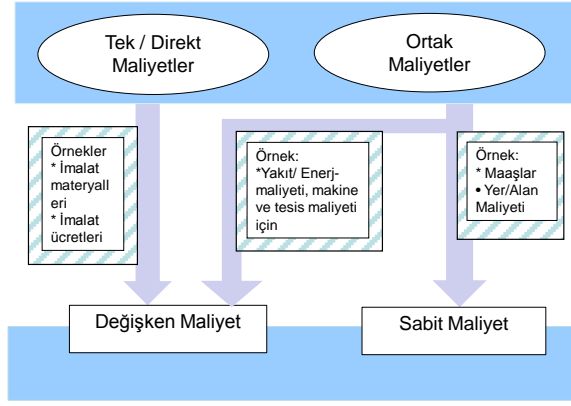 Tek / Direkt
Maliyetler
Ortak
Maliyetler
Örnekler
* İmalat
materyall
eri
* İmalat
ücretleri
Örnek:
*Yakıt/ Enerj-
maliyeti, makine
ve tesis maliyeti
için
Örnek:
* Maaşlar
• Yer/Alan
Maliyeti
Değişken Maliyet
Sabit Maliyet